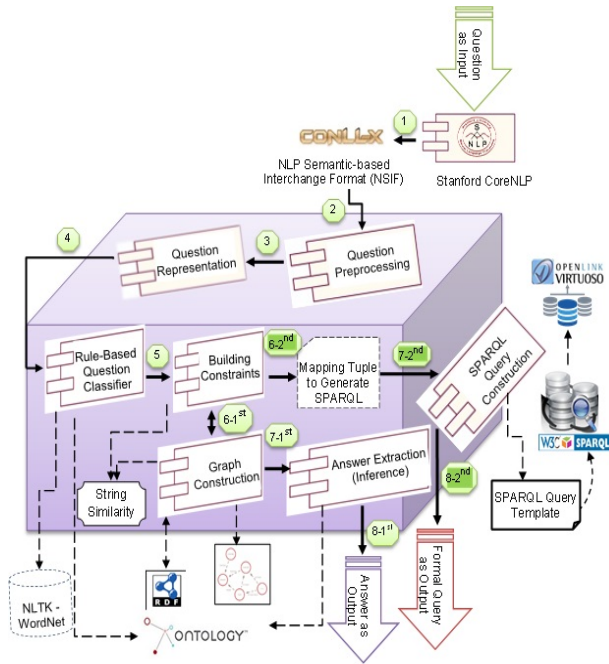 Question
as Input
1
CONLL-X
S
NLP
NLP Semantic-based
Interchange Format (NSIF)
Stanford CoreNLP
2
4
3
Question
Representation
Question
Preprocessing
OPENLINK
VIRTUOSO
Rule-Based
Question
Classifier
5
Building
Constraints
6-2nd
Mapping Tuple
to Generate
SPARQL
7-2nd
SPARQL
Query
Construction
W3C SPARQL
6-1st
7-1st
Graph
Construction
Answer Extraction
(Inference)
8-2nd
String
Similarity
SPARQL Query
Template
8-1st
NLTK -
WordNet
RDF
ONTOLOGY™
Answer as
Output
Formal Query
as Output